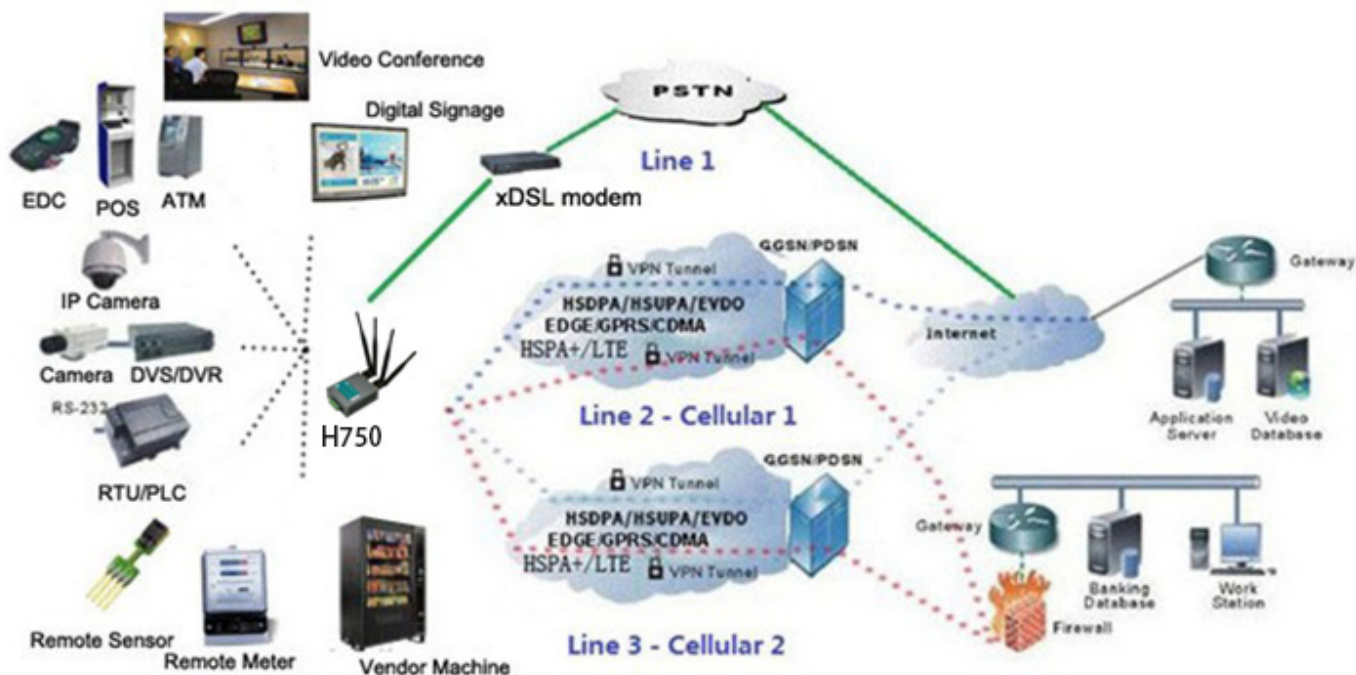 Video Conference
PSTN
Digital Signage
Line 1
xDSL modem
EDC
POS
ATM
GGSN/PDSN
Gateway
VPN Tunnel
IP Camera
HSDPA/HSUPA/EVDO
EDGE/GPRS/CDMA
HSPA+/LTE
VPN Tunnel
Internet
Camera
DVS/DVR
RS-232
Line 2 - Cellular 1
Application
Server
Video
Database
H750
GGSN/PDSN
RTU/PLC
VPN Tunnel
HSDPA/HSUPA/EVDO
EDGE/GPRS/CDMA
HSPA+/LTE
VPN Tunnel
Gateway
Banking
Database
Work
Station
Firewall
Remote Sensor
Remote Meter
Vendor Machine
Line 3 - Cellular 2